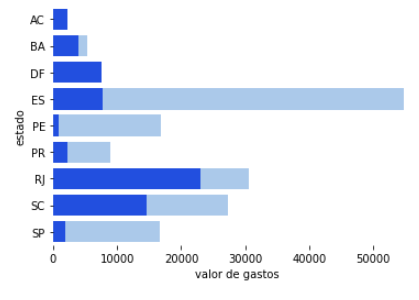 AC
BA
DF
ES
PE
PR
RJ
SC
SP
estado
0 10000 20000 30000 40000 50000
valor de gastos